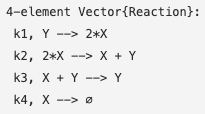 4-element Vector{Reaction}:
k1, Y --> 2*X
k2, 2*X --> X + Y
k3, X + Y --> Y
k4, X --> ∅